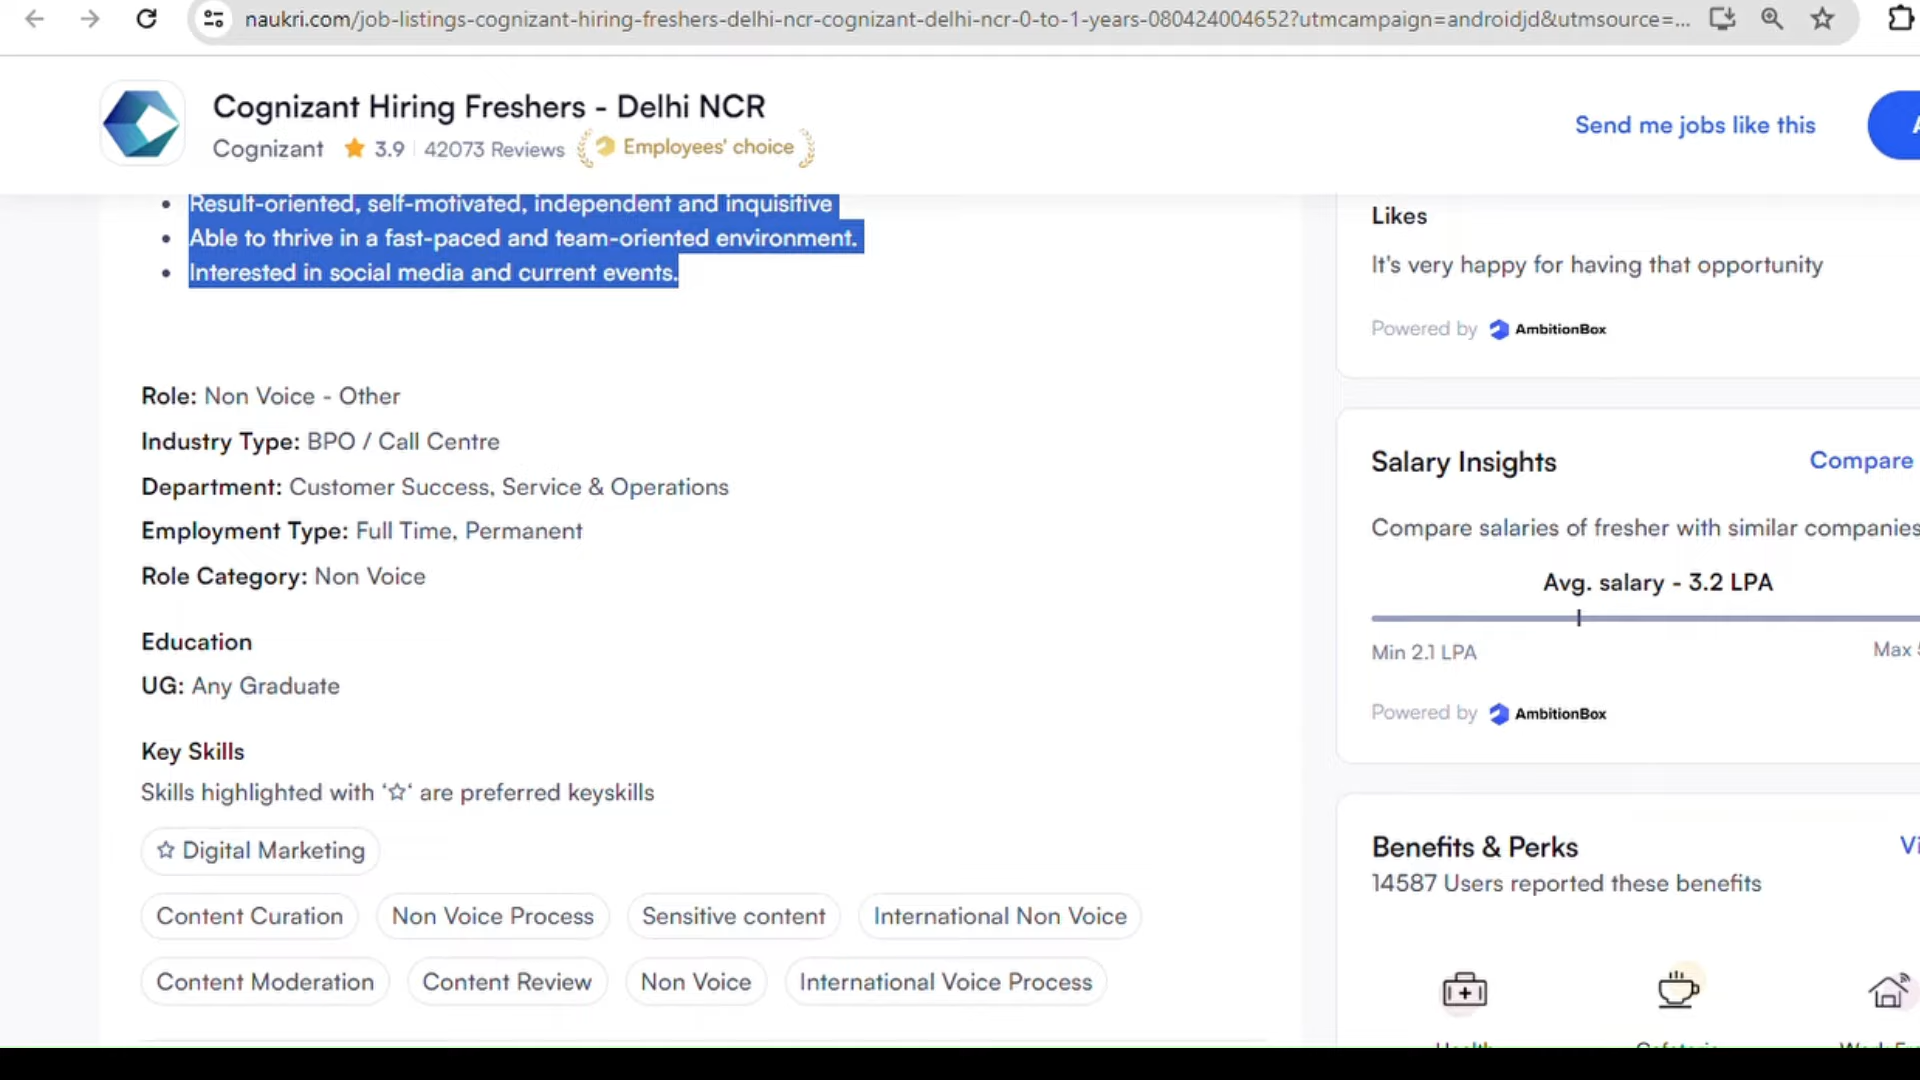 naukri.com/job-listings-cognizant-hiring-freshers-delhi-ncr-cognizant-delhi-ncr-0-to-1-years-080424004652?utmcampaign=androidjd&utmsource=...
Cognizant Hiring Freshers - Delhi NCR
Cognizant 3.9 42073 Reviews Employees' choice
Send me jobs like this
Result-oriented, self-motivated, independent and inquisitive
Able to thrive in a fast-paced and team-oriented environment.
Interested in social media and current events.
Role: Non Voice - Other
Industry Type: BPO / Call Centre
Department: Customer Success, Service & Operations
Employment Type: Full Time, Permanent
Role Category: Non Voice
Education
UG: Any Graduate
Key Skills
Skills highlighted with ‘☆‘ are preferred keyskills
Digital Marketing
Content Curation
Non Voice Process
Sensitive content
International Non Voice
Content Moderation
Content Review
Non Voice
International Voice Process
Likes
It's very happy for having that opportunity
Powered by AmbitionBox
Salary Insights
Compare
Compare salaries of fresher with similar companies
Avg. salary - 3.2 LPA
Min 2.1 LPA
Max
Powered by AmbitionBox
Benefits & Perks
14587 Users reported these benefits